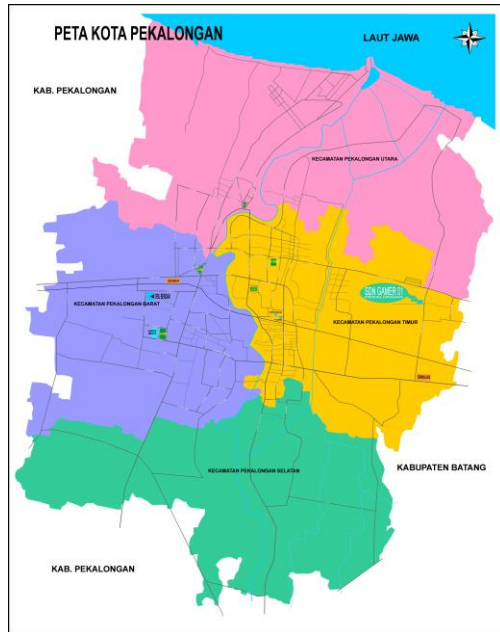 PETA KOTA PEKALONGAN
LAUT JAWA
KAB. PEKALONGAN
KECAMATAN PEKALONGAN UTARA
SDN GAMER 01
KECAMATAN PEKALONGAN BARAT
KECAMATAN PEKALONGAN TIMUR
KECAMATAN PEKALONGAN SELATAN
KABUPATEN BATANG
KAB. PEKALONGAN